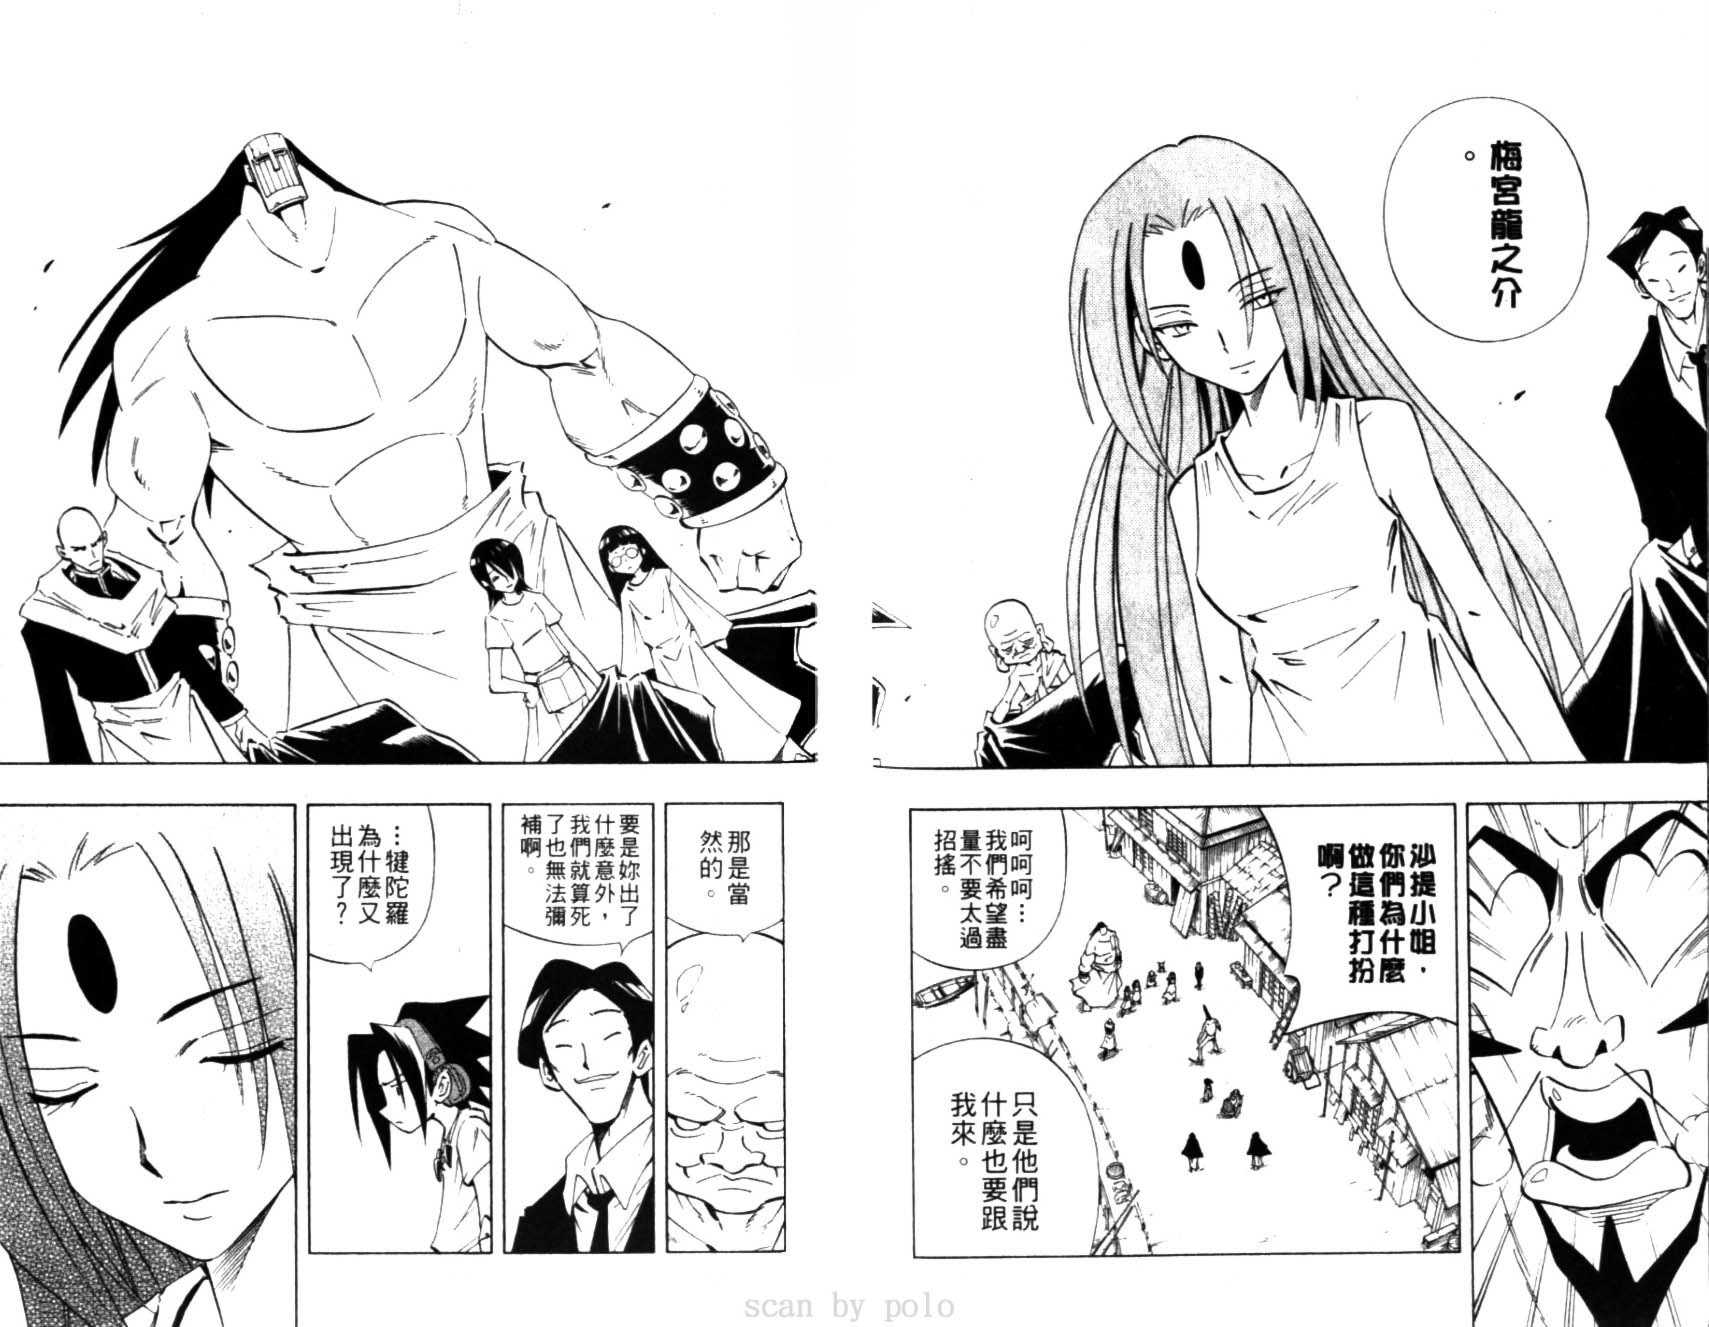 梅宮龍之介
。
沙提小姐，
你們為什麼
做這種打扮
啊？
呵呵呵…
我們希望盡
量不要太過
招搖。
只是他們說
什麼也要跟
我來。
那是當
然的。
要是妳出了
什麼意外，
我們就算死
了也無法彌
補啊。
…犍陀羅
為什麼又
出現了？
scan by polo